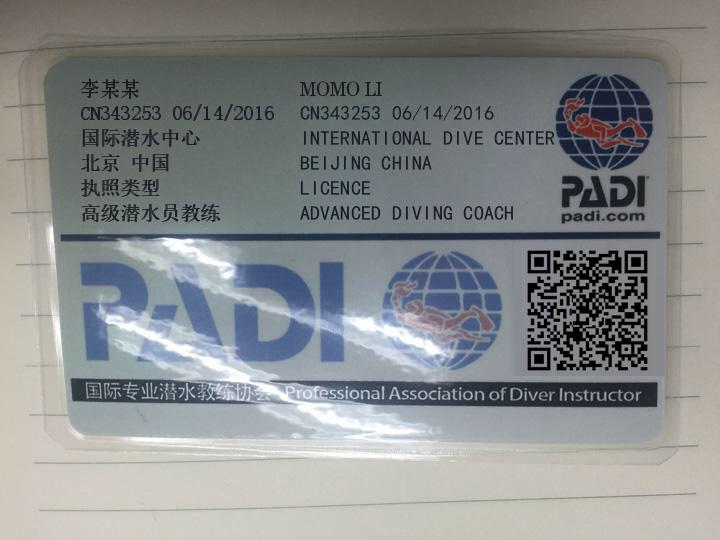 李某某
MOMO LI
CN343253 06/14/2016
CN343253 06/14/2016
国际潜水中心
INTERNATIONAL DIVE CENTER
北京 中国
BEIJING CHINA
执照类型
LICENCE
高级潜水员教练
ADVANCED DIVING COACH
PADI
padi.com
PADI
国际专业潜水教练协会 Professional Association of Diver Instructor